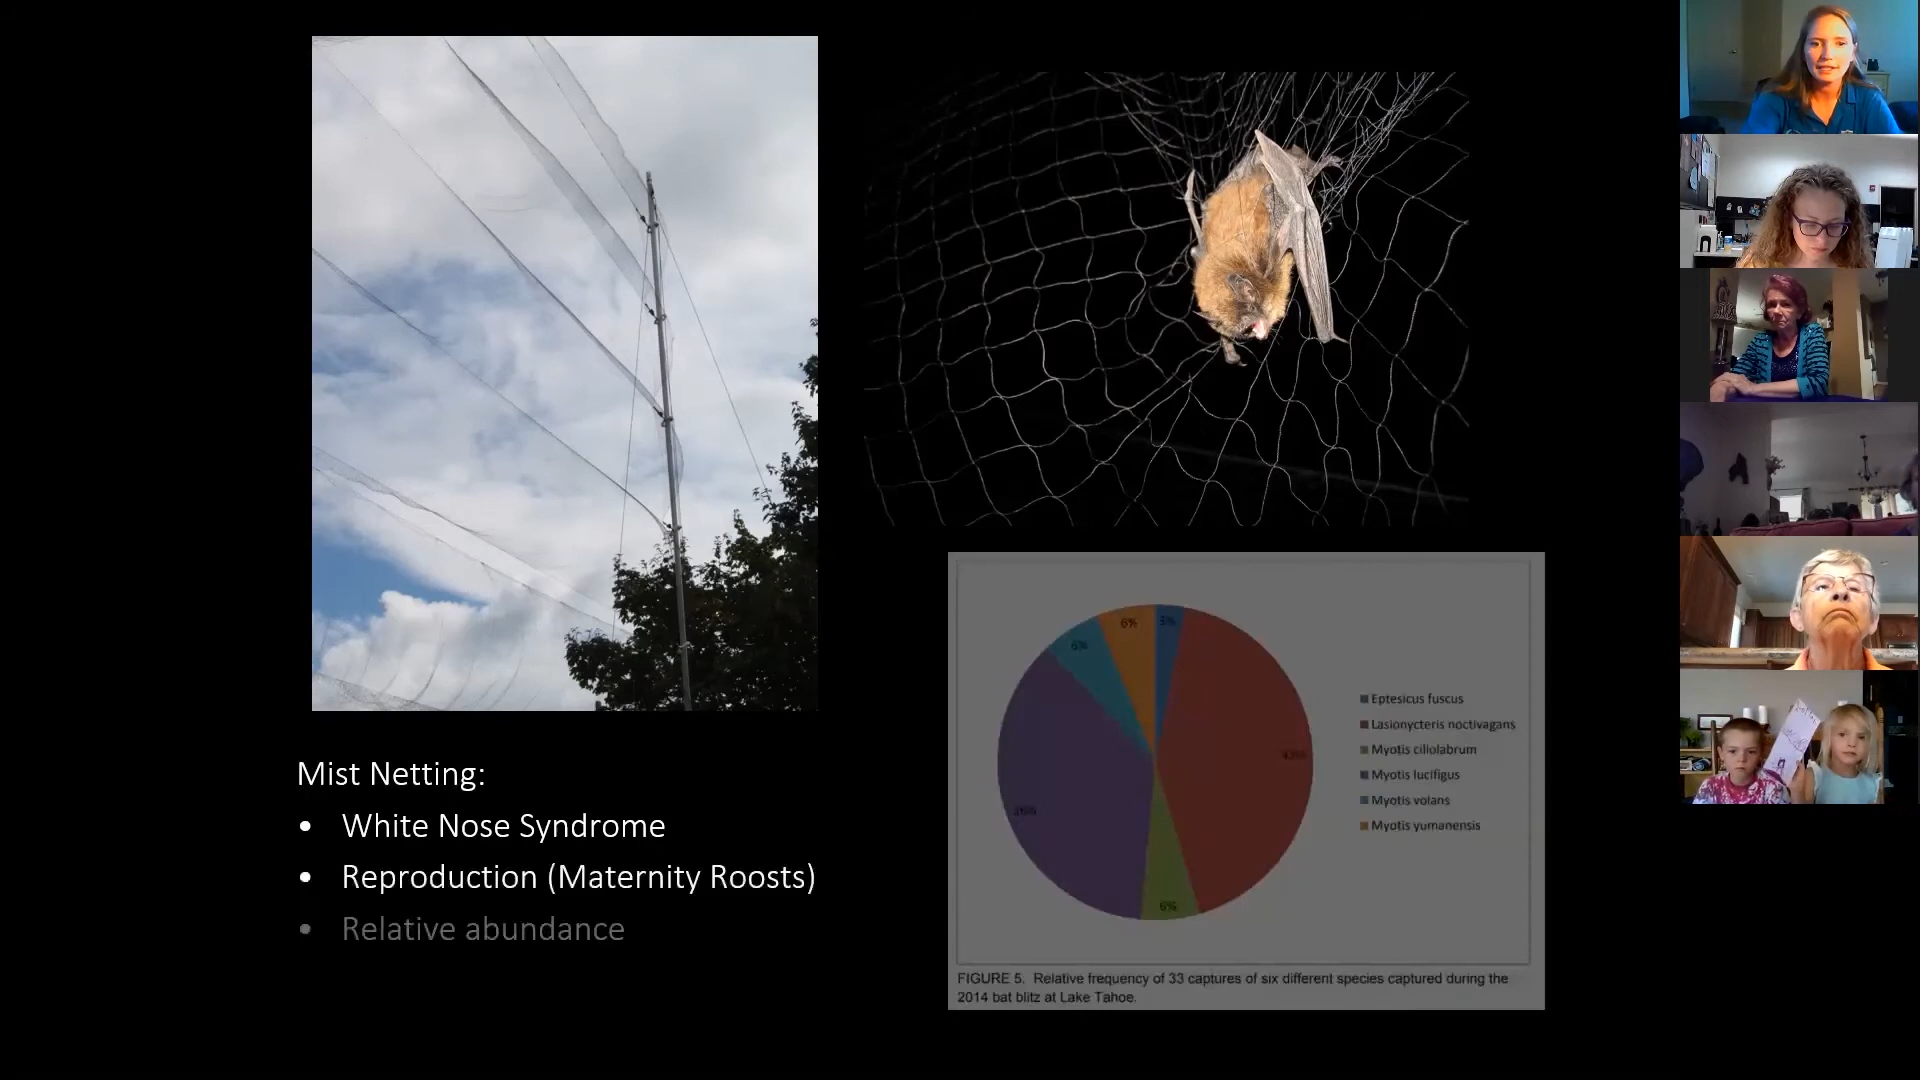 Mist Netting:
• White Nose Syndrome
• Reproduction (Maternity Roosts)
• Relative abundance
6%
6%
3%
6%
Eptesicus fuscus
Lasionycteris noctivagans
Myotis ciliolabrum
Myotis lucifigus
Myotis volans
Myotis yumanensis
FIGURE 5. Relative frequency of 33 captures of six different species captured during the
2014 bat blitz at Lake Tahoe.